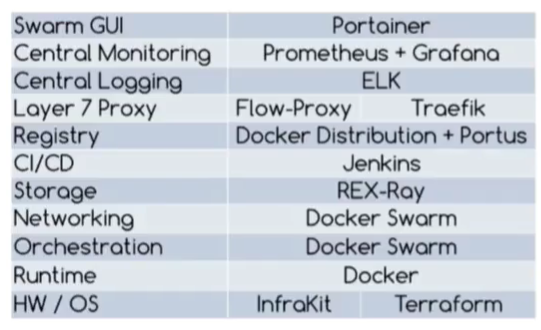 Swarm GUI Portainer
Central Monitoring Prometheus + Grafana
Central Logging ELK
Layer 7 Proxy Flow-Proxy Traefik
Registry Docker Distribution + Portus
CI/CD Jenkins
Storage REX-Ray
Networking Docker Swarm
Orchestration Docker Swarm
Runtime Docker
HW / OS InfraKit Terraform